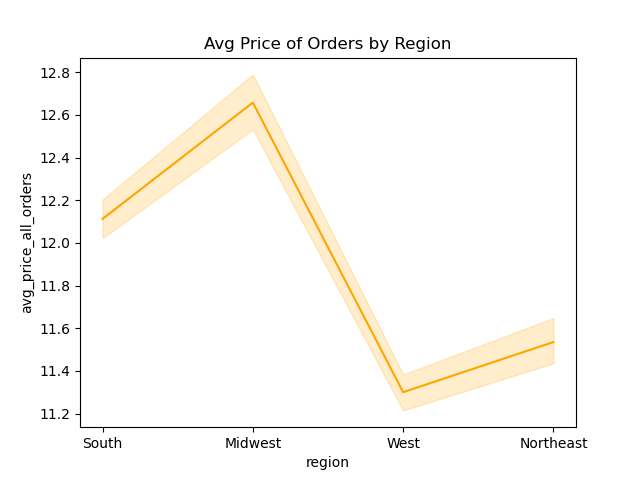 Avg Price of Orders by Region
avg_price_all_orders
12.8
12.6
12.4
12.2
12.0
11.8
11.6
11.4
11.2
South Midwest West Northeast
region